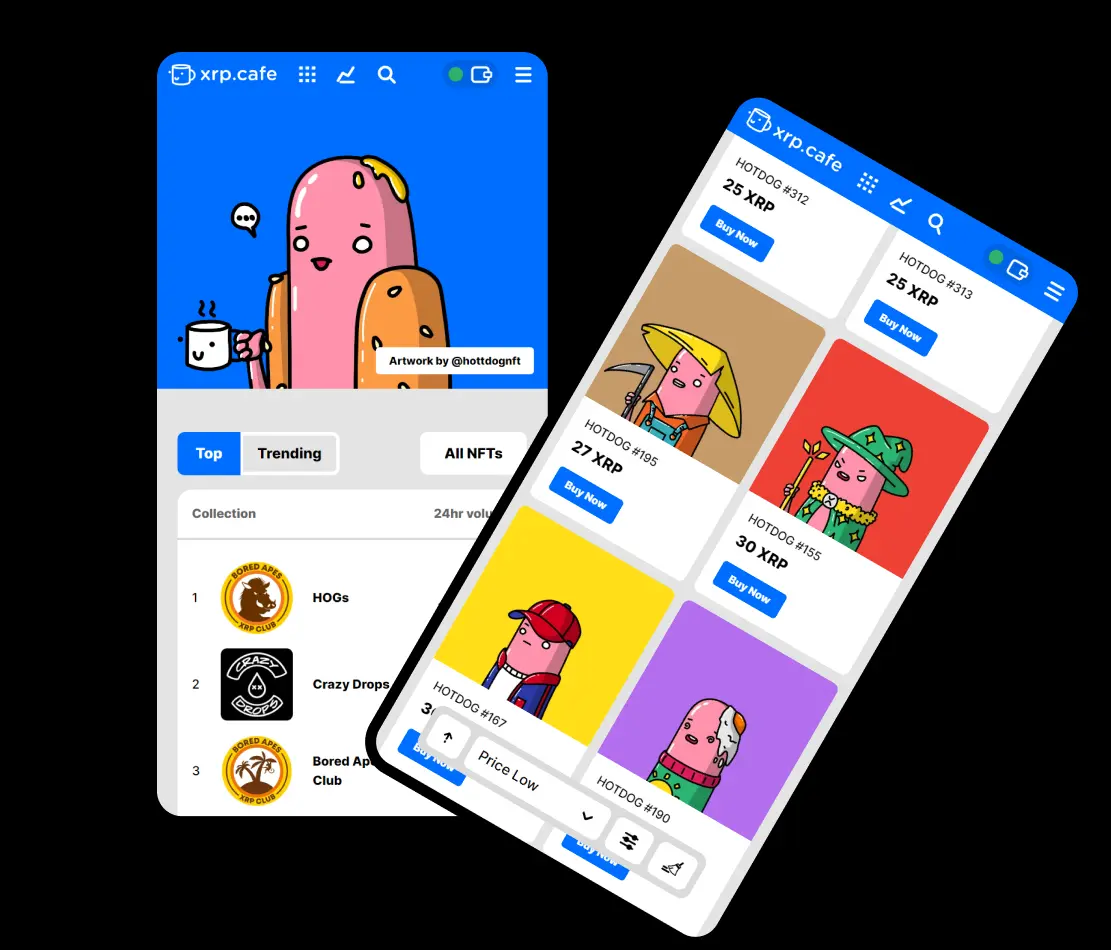 xrp.cafe
Artwork by @hottdognft
Top
Trending
All NFTs
Collection
24hr volu
BORED APES
XRP CLUB
1
HOGs
CRAZY
DROPS
2
Crazy Drops
BORED APES
XRP CLUB
3
Bored Ap
Club
xrp.cafe
HOTDOG #312
25 XRP
Buy Now
HOTDOG #313
25 XRP
Buy Now
HOTDOG #195
27 XRP
Buy Now
HOTDOG #155
30 XRP
Buy Now
HOTDOG #167
Buy Now
HOTDOG #190
Buy Now
Price Low